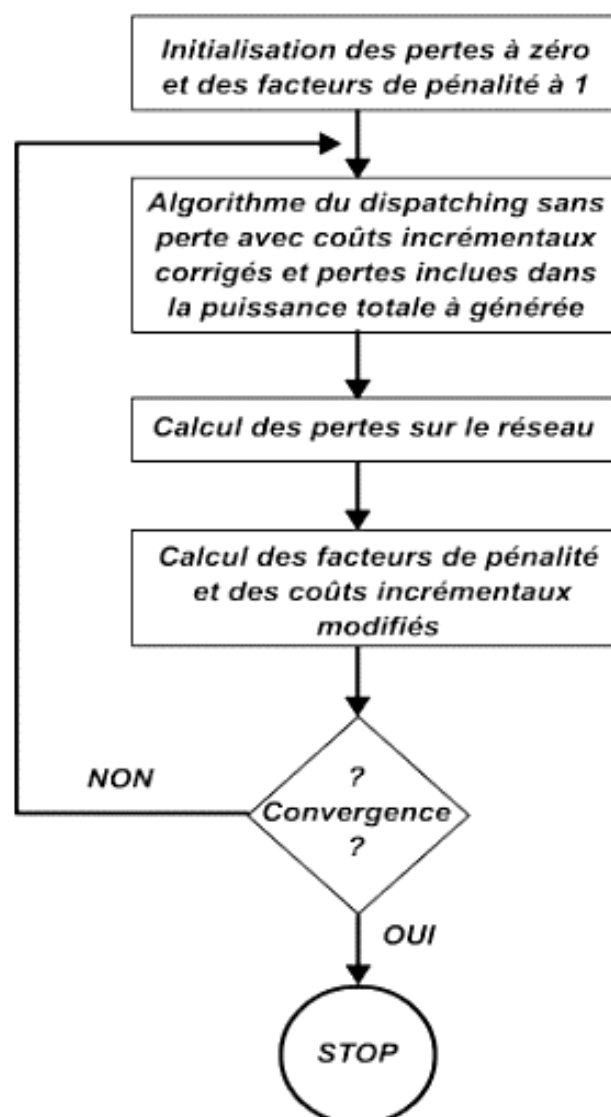 Initialisation des pertes à zéro
et des facteurs de pénalité à 1
Algorithme du dispatching sans
perte avec coûts incrémentaux
corrigés et pertes inclues dans
la puissance totale à générée
Calcul des pertes sur le réseau
Calcul des facteurs de pénalité
et des coûts incrémentaux
modifiés
NON
?
Convergence
?
OUI
STOP